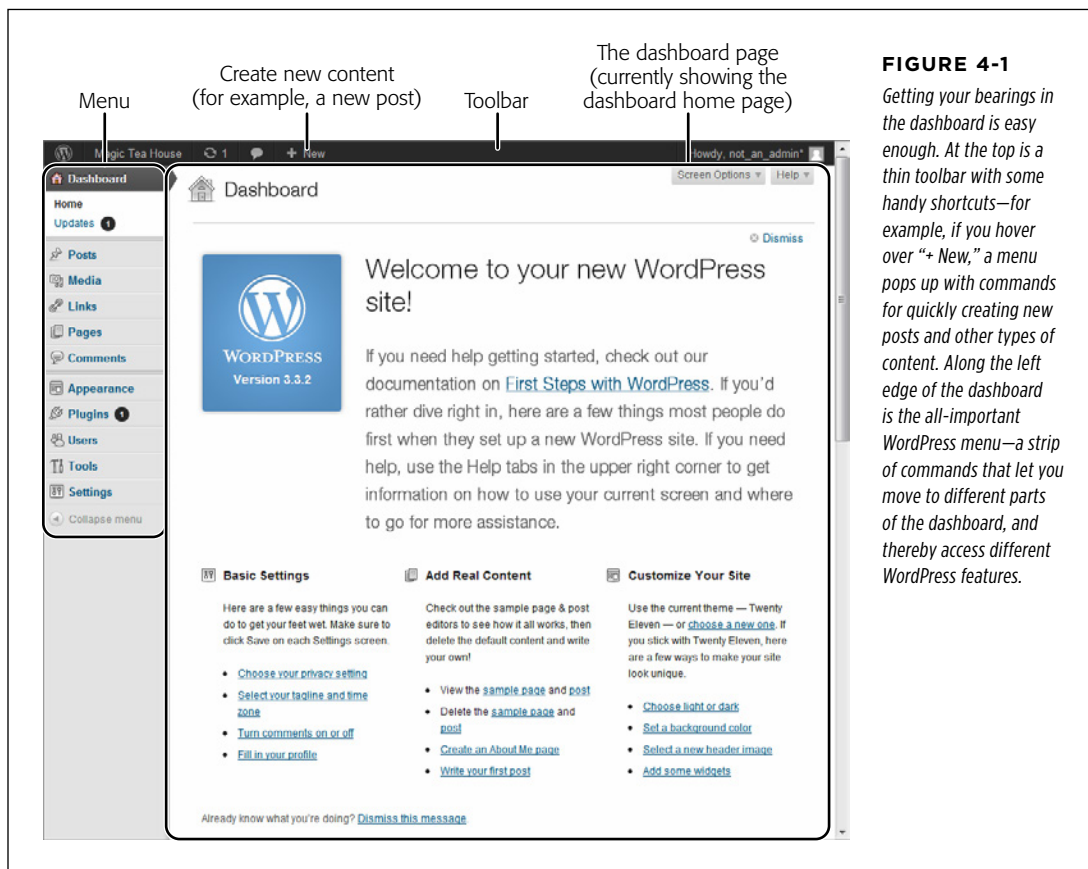 Menu
Create new content
(for example, a new post)
Toolbar
The dashboard page
(currently showing the
dashboard home page)
Magic Tea House
1
+ New
Howdy, not_an_admin*
Dashboard
Home
Updates 1
Posts
Media
Links
Pages
Comments
Appearance
Plugins 1
Users
Tools
Settings
Collapse menu
Dashboard
Screen Options
Help
Dismiss
WORDPRESS
Version 3.3.2
Welcome to your new WordPress
site!
If you need help getting started, check out our
documentation on First Steps with WordPress. If you’d
rather dive right in, here are a few things most people do
first when they set up a new WordPress site. If you need
help, use the Help tabs in the upper right corner to get
information on how to use your current screen and where
to go for more assistance.
Basic Settings
Here are a few easy things you can
do to get your feet wet. Make sure to
click Save on each Settings screen.
• Choose your privacy setting
• Select your tagline and time
zone
• Turn comments on or off
• Fill in your profile
Add Real Content
Check out the sample page & post
editors to see how it all works, then
delete the default content and write
your own!
• View the sample page and post
• Delete the sample page and
post
• Create an About Me page
• Write your first post
Customize Your Site
Use the current theme — Twenty
Eleven — or choose a new one. If
you stick with Twenty Eleven, here
are a few ways to make your site
look unique.
• Choose light or dark
• Set a background color
• Select a new header image
• Add some widgets
Already know what you’re doing? Dismiss this message
FIGURE 4-1
Getting your bearings in
the dashboard is easy
enough. At the top is a
thin toolbar with some
handy shortcuts—for
example, if you hover
over “+ New,” a menu
pops up with commands
for quickly creating new
posts and other types of
content. Along the left
edge of the dashboard
is the all-important
WordPress menu—a strip
of commands that let you
move to different parts
of the dashboard, and
thereby access different
WordPress features.